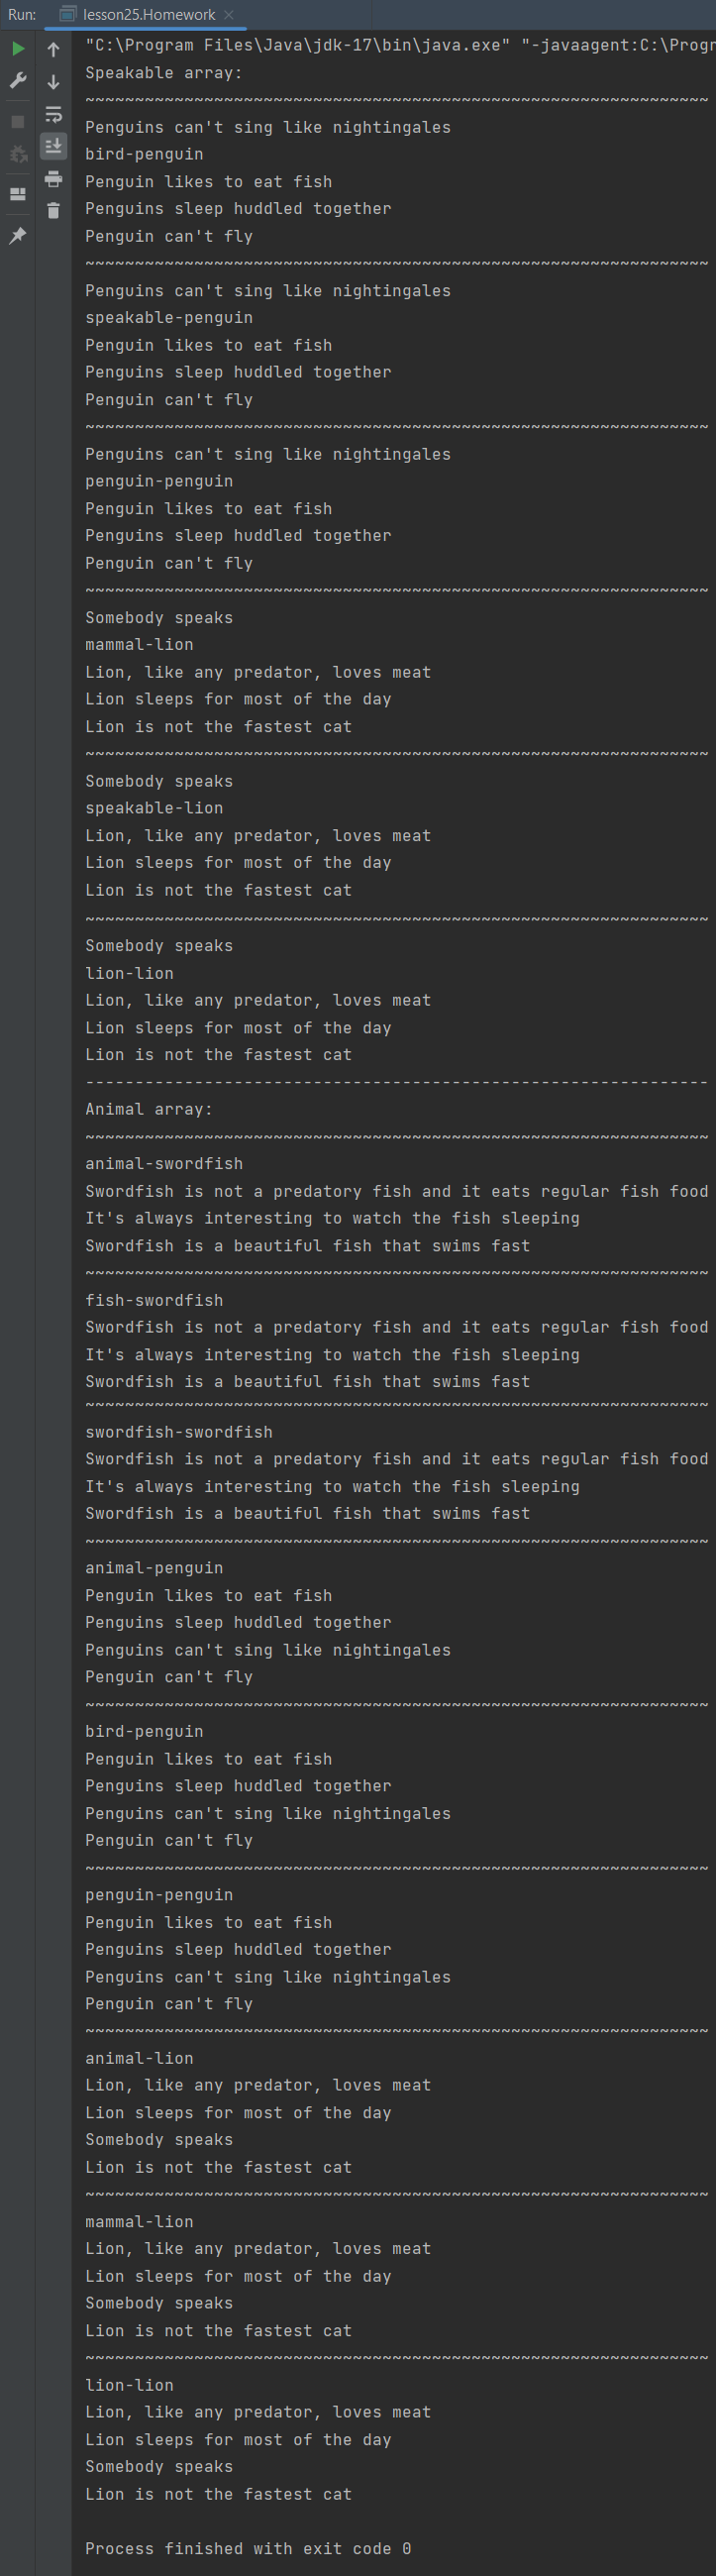 Run: lesson25.Homework
"C:\Program Files\Java\jdk-17\bin\java.exe" "-javaagent:C:\Progr
Speakable array:
~~~~~~~~~~~~~~~~~~~~~~~~~~~~~~~~~~~~~~~~~~~~~~~~~~~~~~~~~~~~~~~
Penguins can't sing like nightingales
bird-penguin
Penguin likes to eat fish
Penguins sleep huddled together
Penguin can't fly
~~~~~~~~~~~~~~~~~~~~~~~~~~~~~~~~~~~~~~~~~~~~~~~~~~~~~~~~~~~~~~~
Penguins can't sing like nightingales
speakable-penguin
Penguin likes to eat fish
Penguins sleep huddled together
Penguin can't fly
~~~~~~~~~~~~~~~~~~~~~~~~~~~~~~~~~~~~~~~~~~~~~~~~~~~~~~~~~~~~~~~
Penguins can't sing like nightingales
penguin-penguin
Penguin likes to eat fish
Penguins sleep huddled together
Penguin can't fly
~~~~~~~~~~~~~~~~~~~~~~~~~~~~~~~~~~~~~~~~~~~~~~~~~~~~~~~~~~~~~~~
Somebody speaks
mammal-lion
Lion, like any predator, loves meat
Lion sleeps for most of the day
Lion is not the fastest cat
~~~~~~~~~~~~~~~~~~~~~~~~~~~~~~~~~~~~~~~~~~~~~~~~~~~~~~~~~~~~~~~
Somebody speaks
speakable-lion
Lion, like any predator, loves meat
Lion sleeps for most of the day
Lion is not the fastest cat
~~~~~~~~~~~~~~~~~~~~~~~~~~~~~~~~~~~~~~~~~~~~~~~~~~~~~~~~~~~~~~~
Somebody speaks
lion-lion
Lion, like any predator, loves meat
Lion sleeps for most of the day
Lion is not the fastest cat
---------------------------------------------------------------
Animal array:
~~~~~~~~~~~~~~~~~~~~~~~~~~~~~~~~~~~~~~~~~~~~~~~~~~~~~~~~~~~~~~~
animal-swordfish
Swordfish is not a predatory fish and it eats regular fish food
It's always interesting to watch the fish sleeping
Swordfish is a beautiful fish that swims fast
~~~~~~~~~~~~~~~~~~~~~~~~~~~~~~~~~~~~~~~~~~~~~~~~~~~~~~~~~~~~~~~
fish-swordfish
Swordfish is not a predatory fish and it eats regular fish food
It's always interesting to watch the fish sleeping
Swordfish is a beautiful fish that swims fast
~~~~~~~~~~~~~~~~~~~~~~~~~~~~~~~~~~~~~~~~~~~~~~~~~~~~~~~~~~~~~~~
swordfish-swordfish
Swordfish is not a predatory fish and it eats regular fish food
It's always interesting to watch the fish sleeping
Swordfish is a beautiful fish that swims fast
~~~~~~~~~~~~~~~~~~~~~~~~~~~~~~~~~~~~~~~~~~~~~~~~~~~~~~~~~~~~~~~
animal-penguin
Penguin likes to eat fish
Penguins sleep huddled together
Penguins can't sing like nightingales
Penguin can't fly
~~~~~~~~~~~~~~~~~~~~~~~~~~~~~~~~~~~~~~~~~~~~~~~~~~~~~~~~~~~~~~~
bird-penguin
Penguin likes to eat fish
Penguins sleep huddled together
Penguins can't sing like nightingales
Penguin can't fly
~~~~~~~~~~~~~~~~~~~~~~~~~~~~~~~~~~~~~~~~~~~~~~~~~~~~~~~~~~~~~~~
penguin-penguin
Penguin likes to eat fish
Penguins sleep huddled together
Penguins can't sing like nightingales
Penguin can't fly
~~~~~~~~~~~~~~~~~~~~~~~~~~~~~~~~~~~~~~~~~~~~~~~~~~~~~~~~~~~~~~~
animal-lion
Lion, like any predator, loves meat
Lion sleeps for most of the day
Somebody speaks
Lion is not the fastest cat
~~~~~~~~~~~~~~~~~~~~~~~~~~~~~~~~~~~~~~~~~~~~~~~~~~~~~~~~~~~~~~~
mammal-lion
Lion, like any predator, loves meat
Lion sleeps for most of the day
Somebody speaks
Lion is not the fastest cat
~~~~~~~~~~~~~~~~~~~~~~~~~~~~~~~~~~~~~~~~~~~~~~~~~~~~~~~~~~~~~~~
lion-lion
Lion, like any predator, loves meat
Lion sleeps for most of the day
Somebody speaks
Lion is not the fastest cat
Process finished with exit code 0